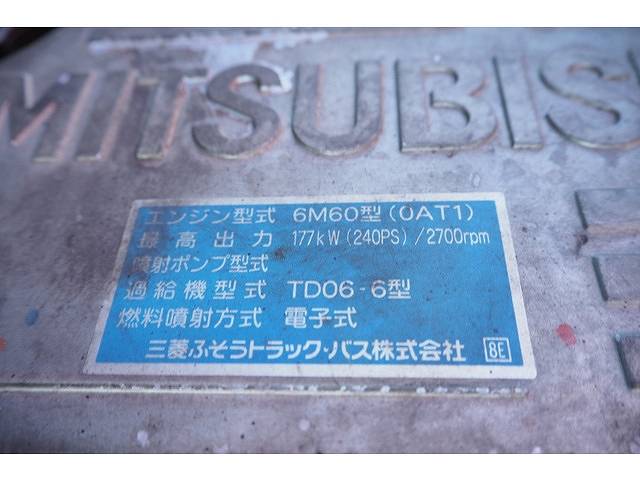 MITSUBIS
エンジン型式 6M60型(0AT1)
最高出力 177kW(240PS)/2700rpm
噴射ポンプ型式
過給機型式 TD06-6型
燃料噴射方式 電子式
三菱ふそうトラック・バス株式会社 8E